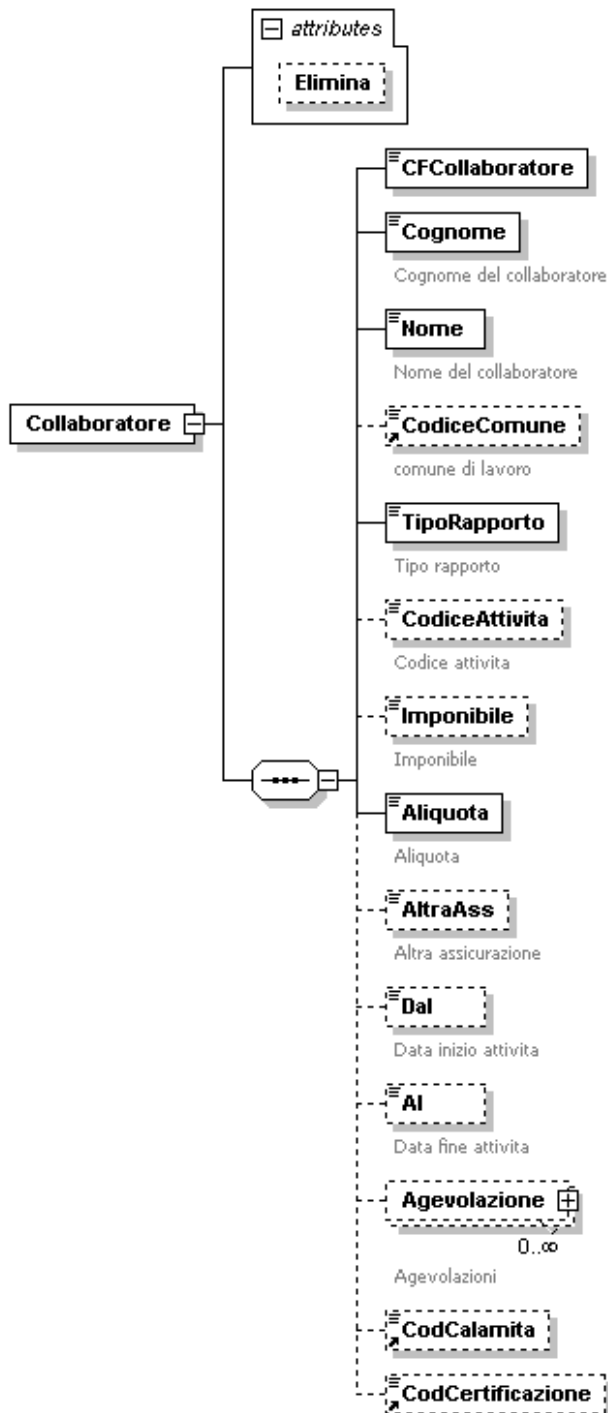 attributes
Elimina
CFCollaboratore
Cognome
Cognome del collaboratore
Nome
Nome del collaboratore
Collaboratore
CodiceComune
comune di lavoro
TipoRapporto
Tipo rapporto
CodiceAttivita
Codice attivita
Imponibile
Imponibile
Aliquota
Aliquota
AltraAss
Altra assicurazione
Dal
Data inizio attivita
Al
Data fine attivita
Agevolazione
0..∞
Agevolazioni
CodCalamita
CodCertificazione